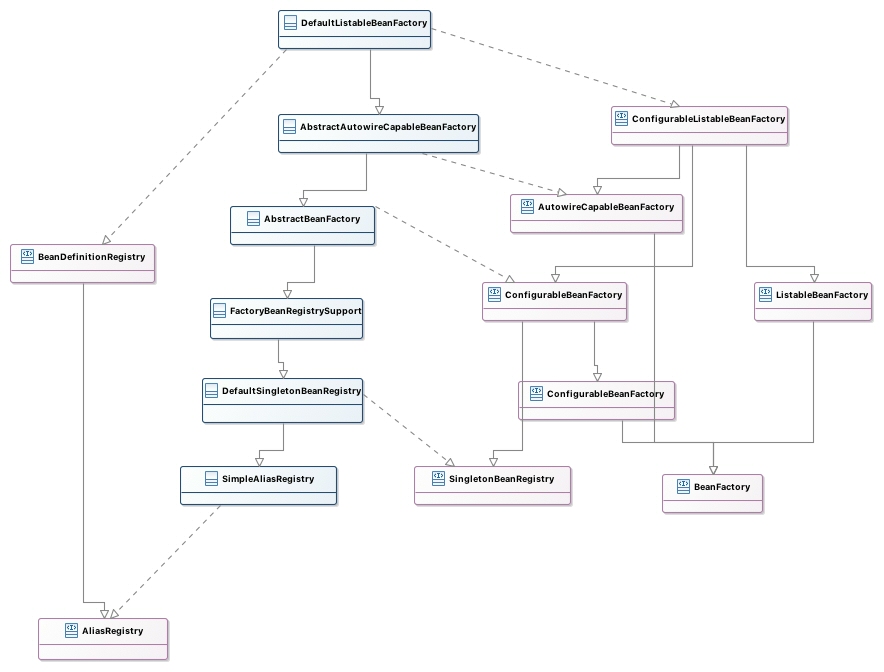 DefaultListableBeanFactory
ConfigurableListableBeanFactory
AbstractAutowireCapableBeanFactory
AutowireCapableBeanFactory
AbstractBeanFactory
BeanDefinitionRegistry
ConfigurableBeanFactory
ListableBeanFactory
FactoryBeanRegistrySupport
DefaultSingletonBeanRegistry
ConfigurableBeanFactory
SimpleAliasRegistry
SingletonBeanRegistry
BeanFactory
AliasRegistry